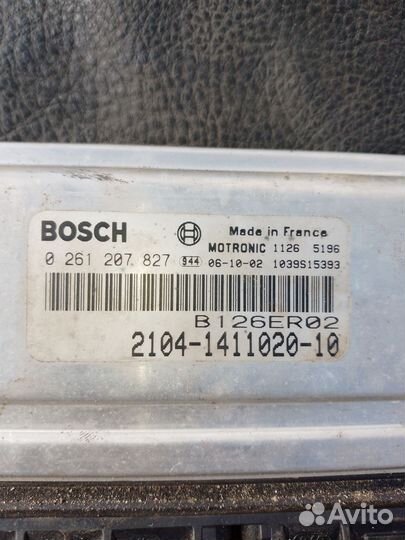 BOSCH
Made in France
MOTRONIC 1126 5196
0 261 207 827 944 06-10-02 1039S15393
B126ER02
2104-1411020-10
Avito